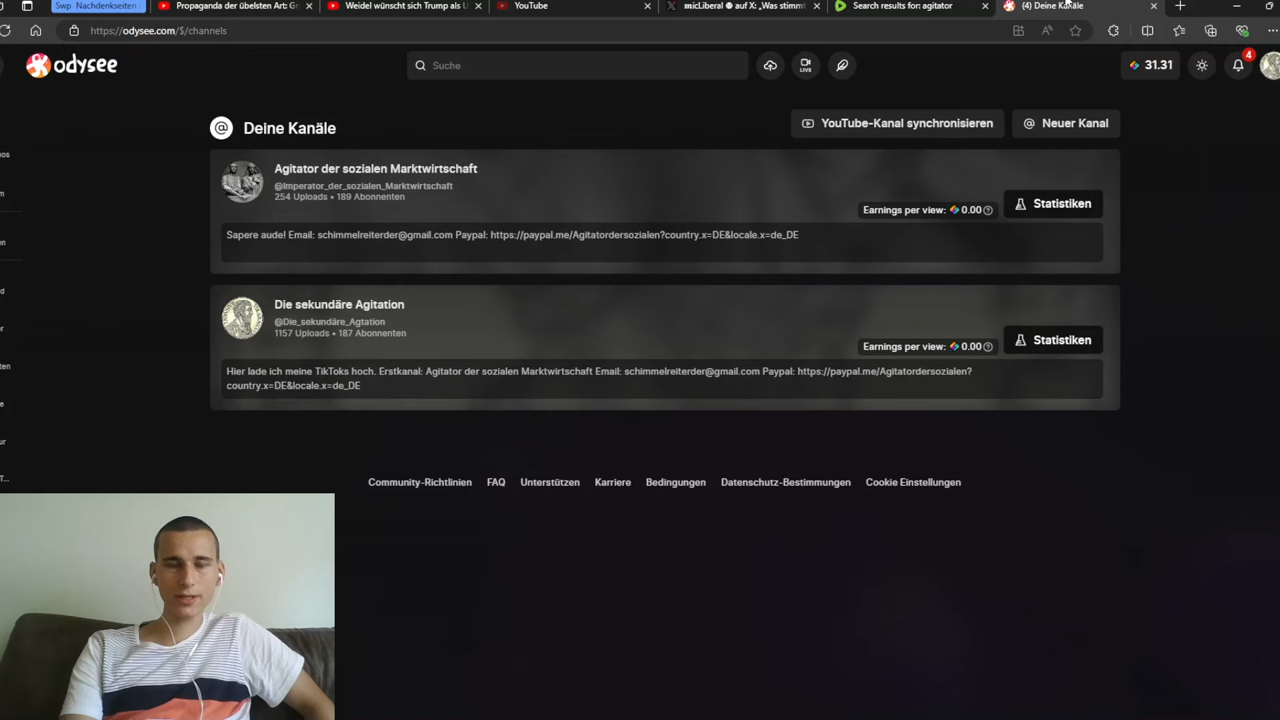 Swp Nachdenkseiten
Propaganda der übelsten Art: Gr
Weidel wünscht sich Trump als U
YouTube
micLiberal auf X: „Was stimmt
Search results for: agitator
(4) Deine Kanäle
https://odysee.com/$/channels
odysee
Suche
LIVE
31.31
4
Deine Kanäle
YouTube-Kanal synchronisieren
Neuer Kanal
Agitator der sozialen Marktwirtschaft
@Imperator_der_sozialen_Marktwirtschaft
254 Uploads • 189 Abonnenten
Earnings per view: 0.00
Statistiken
Sapere aude! Email: schimmelreiterder@gmail.com Paypal: https://paypal.me/Agitatordersozialen?country.x=DE&locale.x=de_DE
Die sekundäre Agitation
@Die_sekundäre_Agtation
1157 Uploads • 187 Abonnenten
Earnings per view: 0.00
Statistiken
Hier lade ich meine TikToks hoch. Erstkanal: Agitator der sozialen Marktwirtschaft Email: schimmelreiterder@gmail.com Paypal: https://paypal.me/Agitatordersozialen?
country.x=DE&locale.x=de_DE
Community-Richtlinien
FAQ
Unterstützen
Karriere
Bedingungen
Datenschutz-Bestimmungen
Cookie Einstellungen